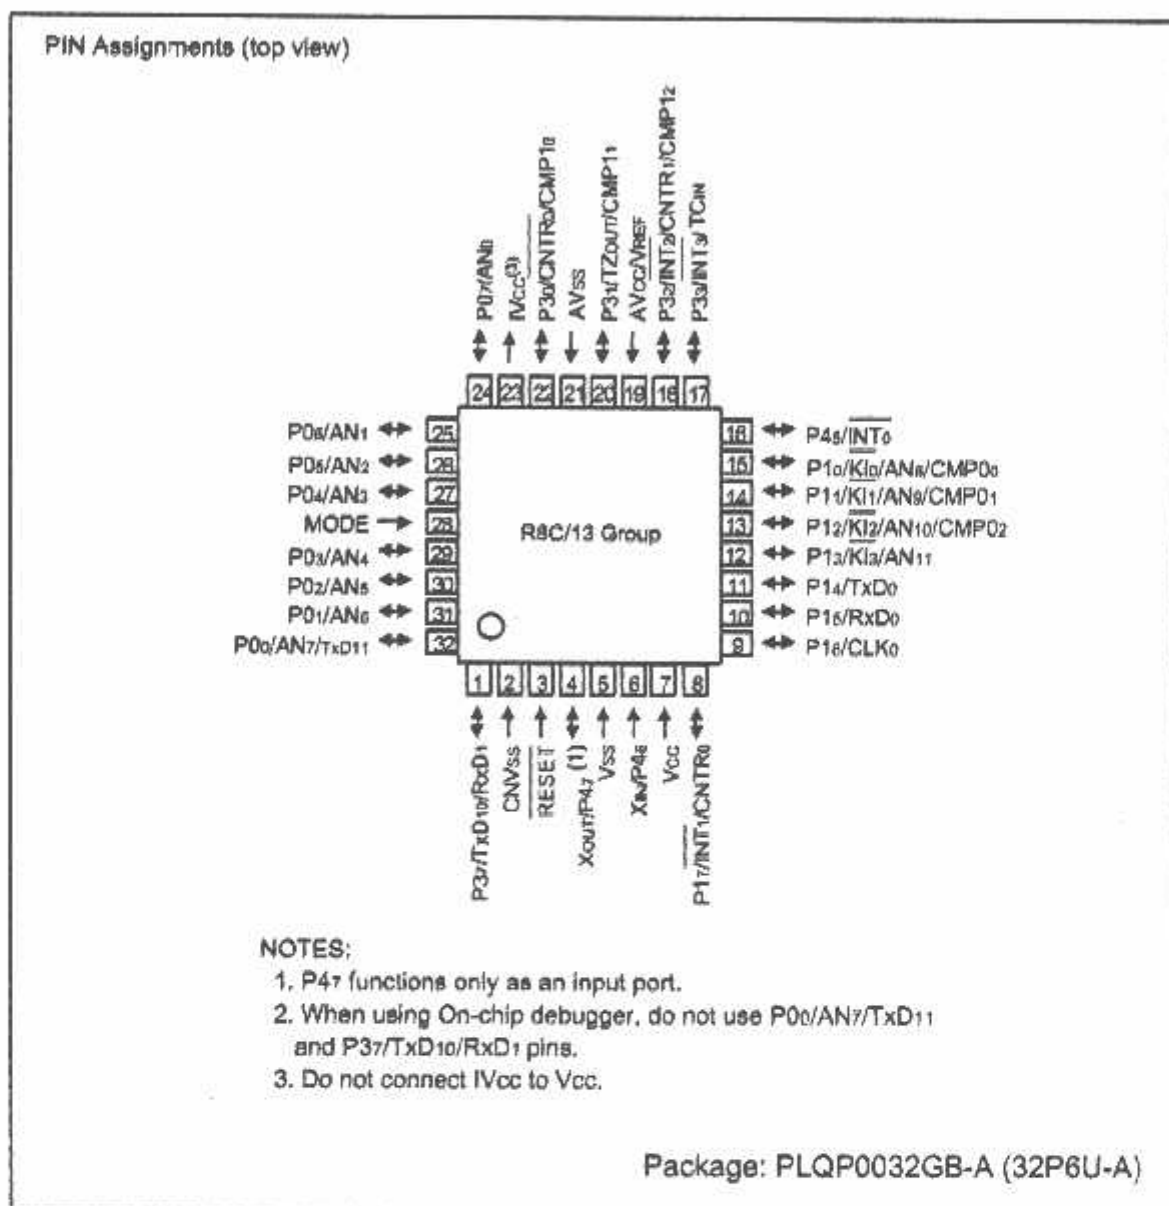 PIN Assignments (top view)
P07/AN0
IVcc(3)
P30/CNTR0/CMP10
AVss
P31/TZOUT/CMP11
AVcc/VREF
P32/INT2/CNTR1/CMP12
P33/INT3/TCIN
24 23 22 21 20 19 18 17
P06/AN1 25
P05/AN2 26
P04/AN3 27
MODE 28
P03/AN4 29
P02/AN5 30
P01/AN6 31
P00/AN7/TxD11 32
R8C/13 Group
16 P45/INT0
15 P10/KI0/AN8/CMP00
14 P11/KI1/AN9/CMP01
13 P12/KI2/AN10/CMP02
12 P13/KI3/AN11
11 P14/TxD0
10 P15/RxD0
9 P16/CLK0
1 2 3 4 5 6 7 8
P37/TxD10/RxD1
CNVss
RESET
XOUT/P47 (1)
Vss
XIN/P46
Vcc
P17/INT1/CNTR0
NOTES:
1. P47 functions only as an input port.
2. When using On-chip debugger, do not use P00/AN7/TxD11
and P37/TxD10/RxD1 pins.
3. Do not connect IVcc to Vcc.
Package: PLQP0032GB-A (32P6U-A)